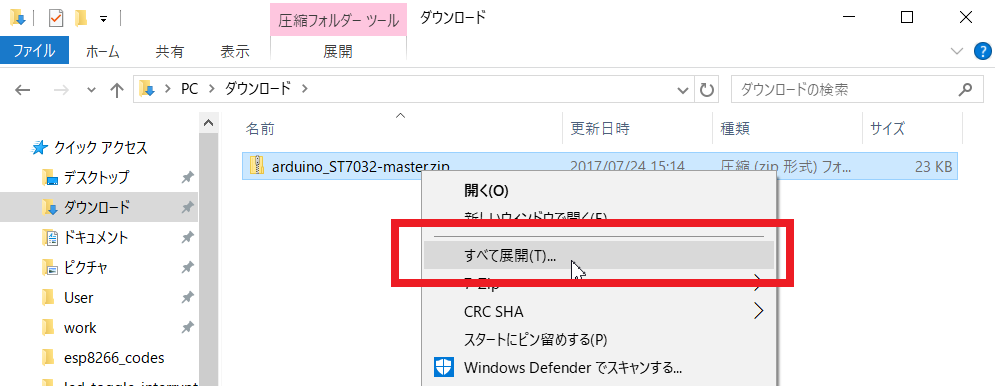 圧縮フォルダー ツール ダウンロード
ファイル ホーム 共有 表示 展開
PC ダウンロード ダウンロードの検索
名前 更新日時 種類 サイズ
クイック アクセス
arduino_ST7032-master.zip 2017/07/24 15:14 圧縮 (zip 形式) フォ... 23 KB
デスクトップ
開く(O)
ダウンロード
新しいウィンドウで開く(E)
ドキュメント
すべて展開(T)...
ピクチャ
7-Zip
User
CRC SHA
work
スタートにピン留めする(P)
esp8266_codes
Windows Defender でスキャンする...
led_toggle_interrupt